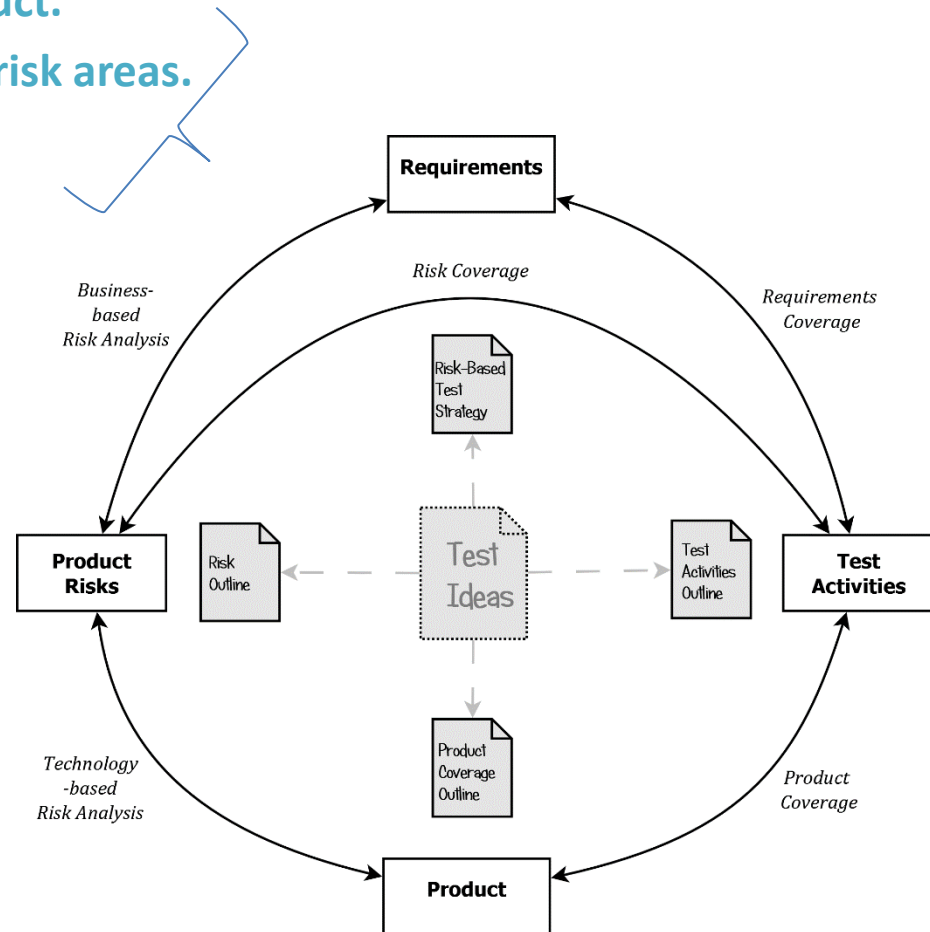 uct.
risk areas.
Requirements
Risk Coverage
Business-
based
Risk Analysis
Requirements
Coverage
Risk-Based
Test
Strategy
Product
Risks
Risk
Outline
Test
Ideas
Test
Activities
Outline
Test
Activities
Product
Coverage
Outline
Technology
-based
Risk Analysis
Product
Coverage
Product